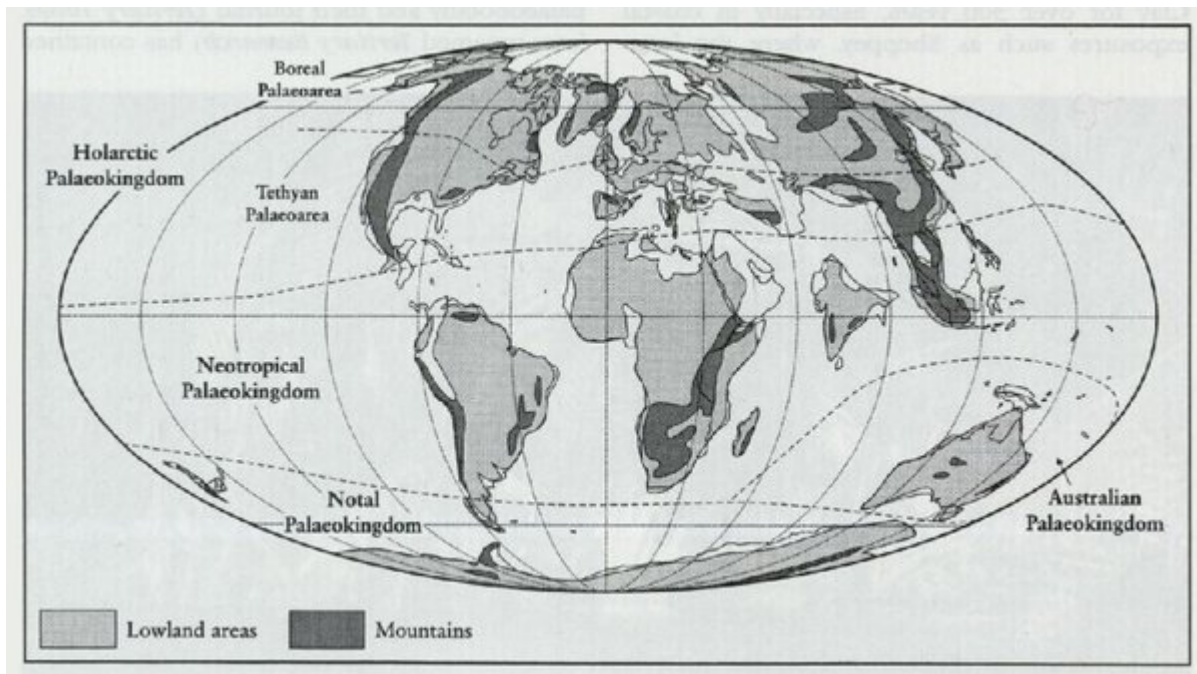 Boreal
Palaeoarea
Holarctic
Palaeokingdom
Tethyan
Palaeoarea
Neotropical
Palaeokingdom
Notal
Palaeokingdom
Australian
Palaeokingdom
Lowland areas
Mountains